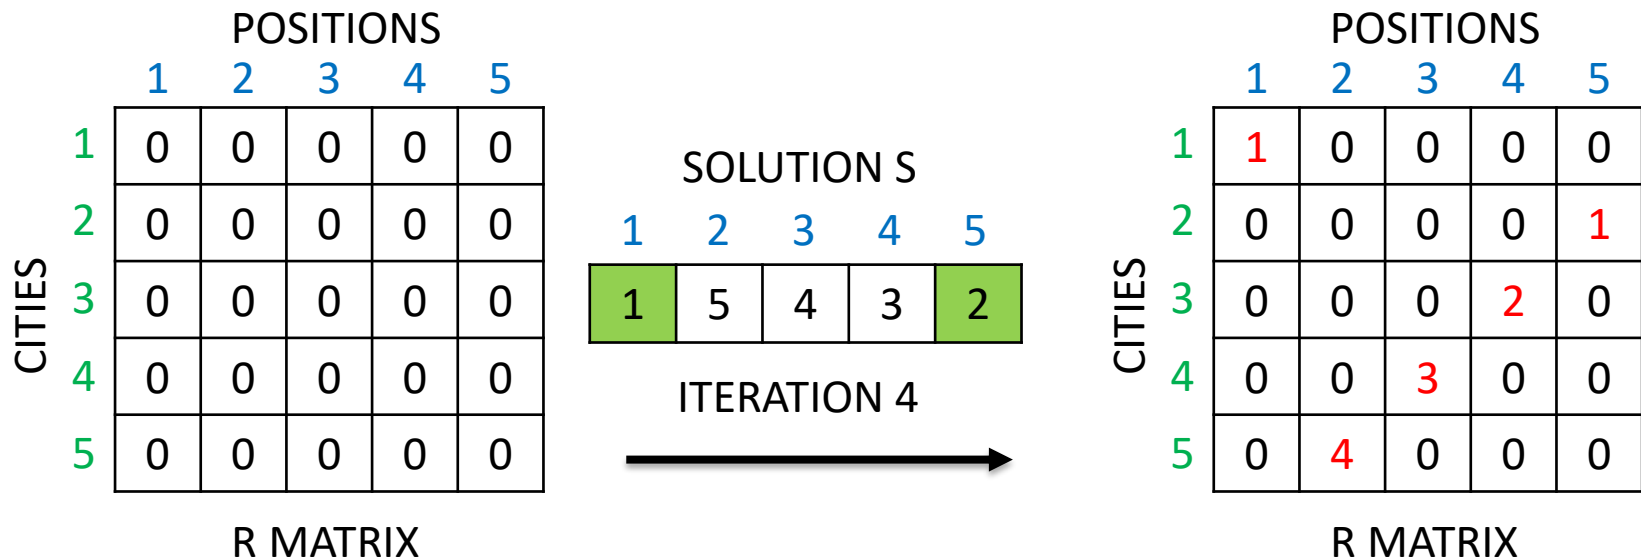 POSITIONS
1 2 3 4 5
CITIES
1 0 0 0 0 0
2 0 0 0 0 0
3 0 0 0 0 0
4 0 0 0 0 0
5 0 0 0 0 0
R MATRIX
SOLUTION S
1 2 3 4 5
1 5 4 3 2
ITERATION 4
POSITIONS
1 2 3 4 5
CITIES
1 1 0 0 0 0
2 0 0 0 0 1
3 0 0 0 2 0
4 0 0 3 0 0
5 0 4 0 0 0
R MATRIX